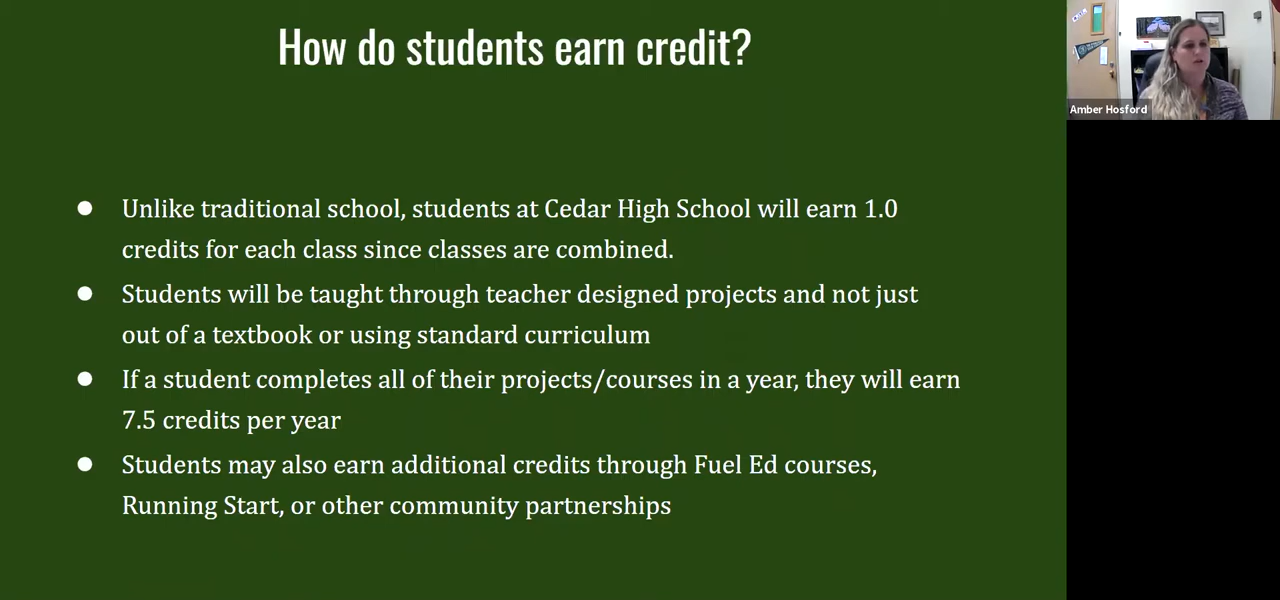 How do students earn credit?
Amber Hosford
● Unlike traditional school, students at Cedar High School will earn 1.0
credits for each class since classes are combined.
● Students will be taught through teacher designed projects and not just
out of a textbook or using standard curriculum
● If a student completes all of their projects/courses in a year, they will earn
7.5 credits per year
● Students may also earn additional credits through Fuel Ed courses,
Running Start, or other community partnerships